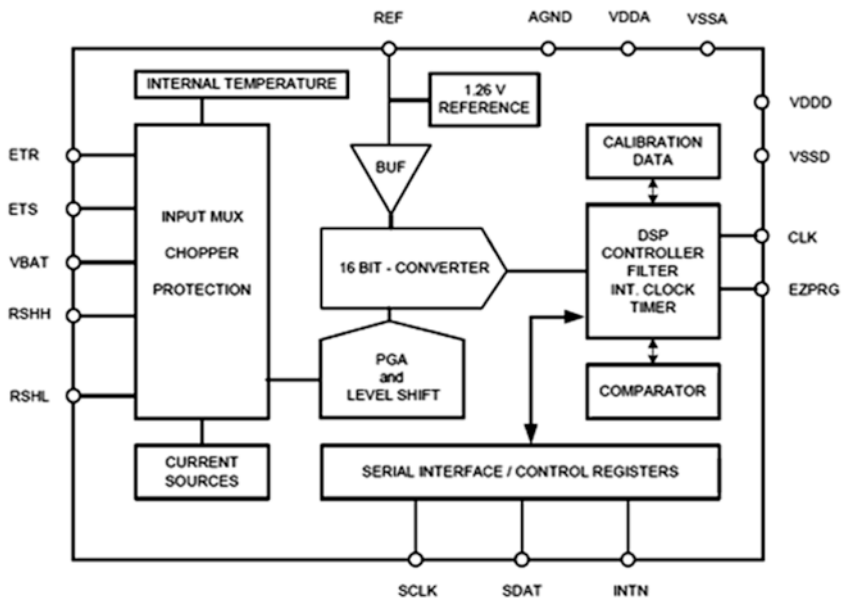 REF
AGND
VDDA
VSSA
INTERNAL TEMPERATURE
1.26 V
REFERENCE
VDDD
ETR
BUF
CALIBRATION
DATA
VSSD
ETS
INPUT MUX
CHOPPER
PROTECTION
VBAT
RSHH
RSHL
16 BIT - CONVERTER
DSP
CONTROLLER
FILTER
INT. CLOCK
TIMER
CLK
EZPRG
PGA
and
LEVEL SHIFT
COMPARATOR
CURRENT
SOURCES
SERIAL INTERFACE / CONTROL REGISTERS
SCLK
SDAT
INTN